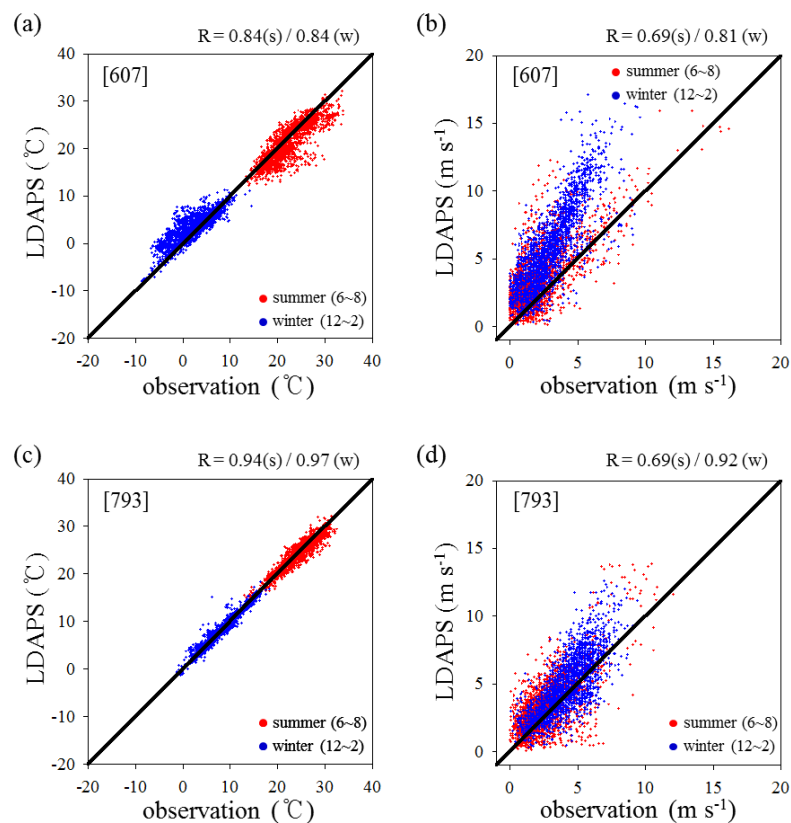 (a)
R = 0.84(s) / 0.84 (w)
[607]
LDAPS (℃)
40
30
20
10
0
-10
-20
summer (6~8)
winter (12~2)
-20 -10 0 10 20 30 40
observation (℃)
(b)
R = 0.69(s) / 0.81 (w)
[607]
summer (6~8)
winter (12~2)
LDAPS (m s⁻¹)
20
15
10
5
0
0 5 10 15 20
observation (m s⁻¹)
(c)
R = 0.94(s) / 0.97 (w)
[793]
LDAPS (℃)
40
30
20
10
0
-10
-20
summer (6~8)
winter (12~2)
-20 -10 0 10 20 30 40
observation (℃)
(d)
R = 0.69(s) / 0.92 (w)
[793]
LDAPS (m s⁻¹)
20
15
10
5
0
summer (6~8)
winter (12~2)
0 5 10 15 20
observation (m s⁻¹)